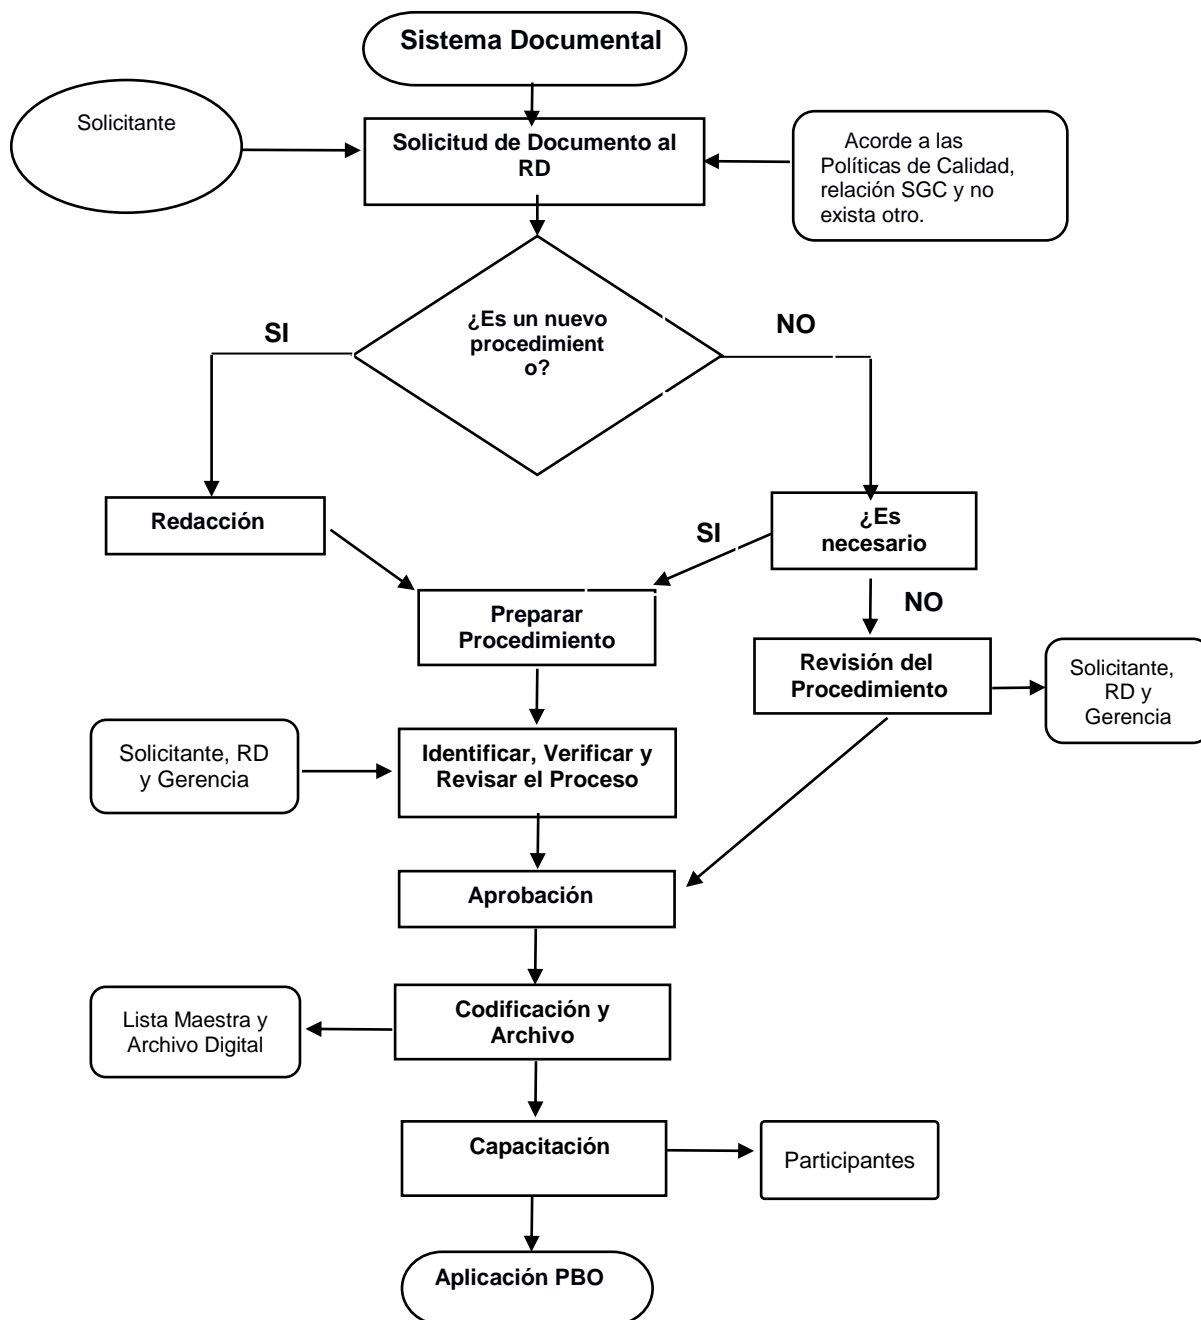 Sistema Documental
Solicitante
Solicitud de Documento al
RD
Acorde a las
Políticas de Calidad,
relación SGC y no
exista otro.
¿Es un nuevo
procedimient
o?
SI
NO
Redacción
¿Es
necesario
SI
NO
Preparar
Procedimiento
Revisión del
Procedimiento
Solicitante,
RD y
Gerencia
Solicitante, RD
y Gerencia
Identificar, Verificar y
Revisar el Proceso
Aprobación
Lista Maestra y
Archivo Digital
Codificación y
Archivo
Capacitación
Participantes
Aplicación PBO